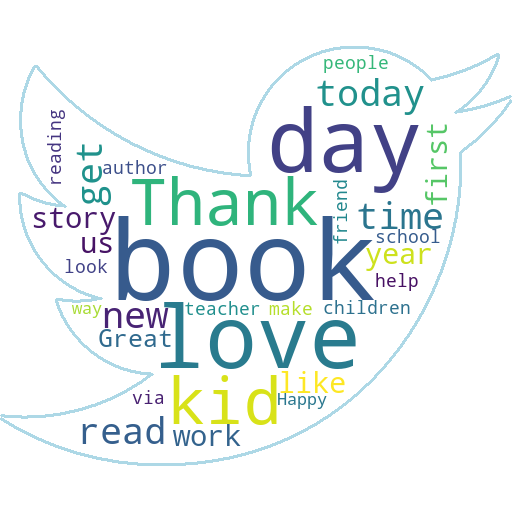 people
today
day
reading
get
author
first
Thank
friend
story
time
us
school
year
look
book
help
way
new
teacher
make
children
Great
love
like
kid
via
Happy
read
work